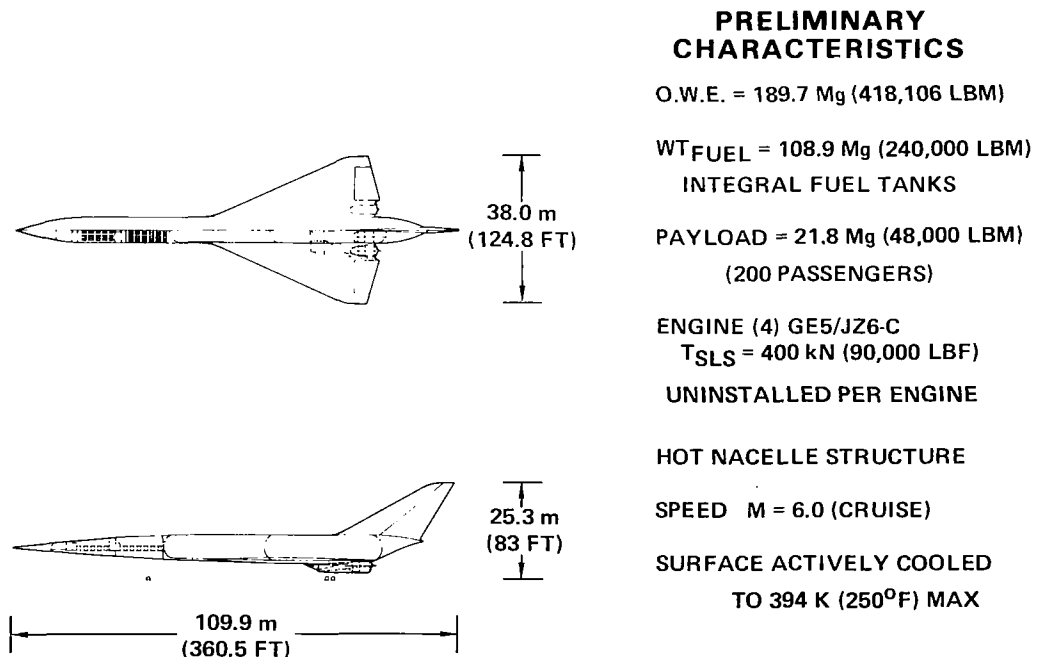 PRELIMINARY
CHARACTERISTICS
O.W.E. = 189.7 Mg (418,106 LBM)
WTFUEL = 108.9 Mg (240,000 LBM)
INTEGRAL FUEL TANKS
PAYLOAD = 21.8 Mg (48,000 LBM)
(200 PASSENGERS)
ENGINE (4) GE5/JZ6-C
TSLS = 400 kN (90,000 LBF)
UNINSTALLED PER ENGINE
HOT NACELLE STRUCTURE
SPEED M = 6.0 (CRUISE)
SURFACE ACTIVELY COOLED
TO 394 K (250°F) MAX
38.0 m
(124.8 FT)
25.3 m
(83 FT)
109.9 m
(360.5 FT)